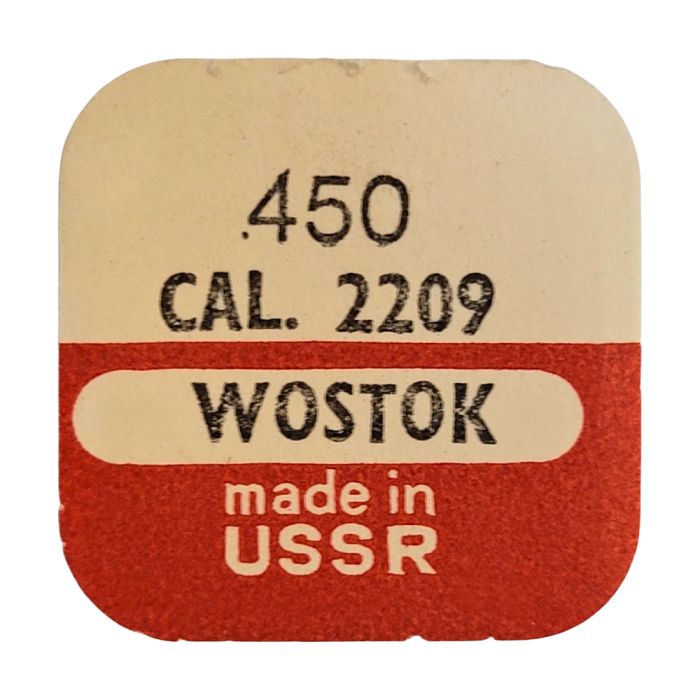 .450
CAL. 2209
WOSTOK
made in
USSR